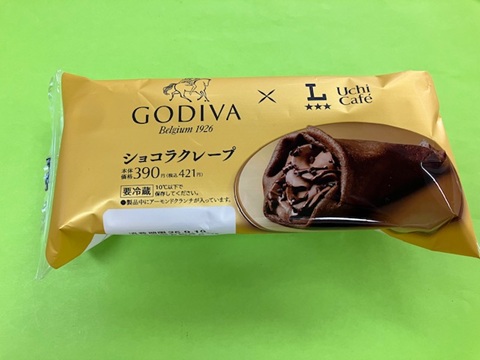 GODIVA
Belgium 1926
×
L
★★★
Uchi
Café
ショコラクレープ
本体価格390円(税込421円)
要冷蔵 10℃以下で保存してください。
●製品中にアーモンドクランチが入っています。